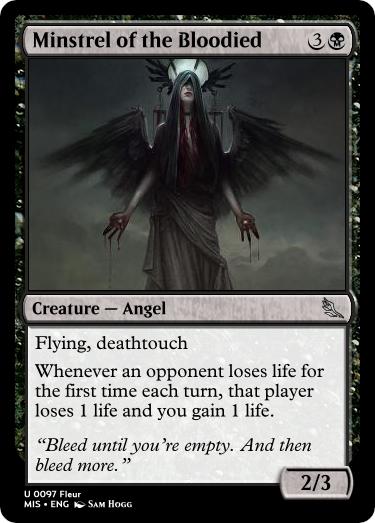 Minstrel of the Bloodied 3
Creature — Angel
Flying, deathtouch
Whenever an opponent loses life for
the first time each turn, that player
loses 1 life and you gain 1 life.
“Bleed until you’re empty. And then
bleed more.”
2/3
U 0097 Fleur
MIS • ENG Sam Hogg